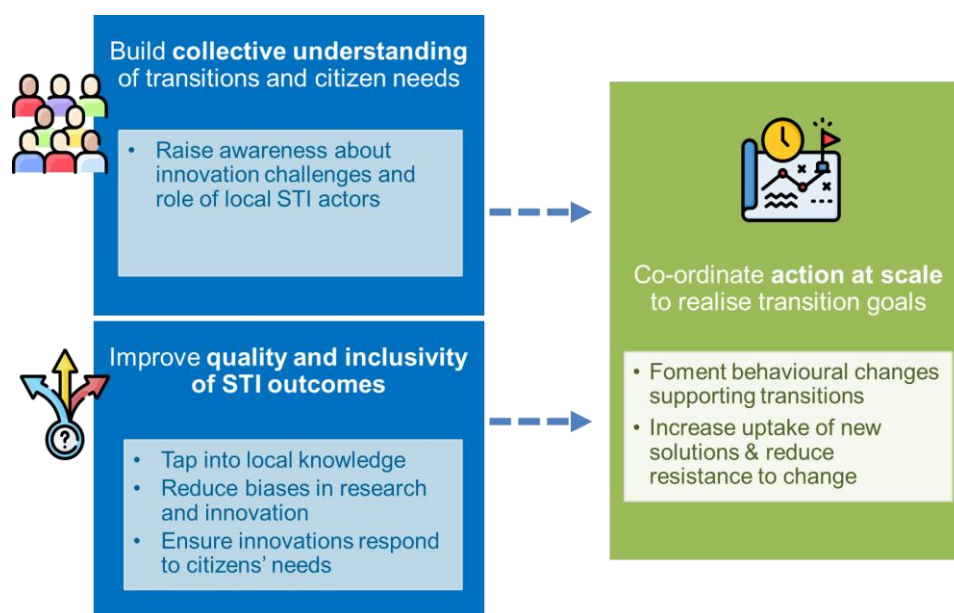 Build collective understanding
of transitions and citizen needs
• Raise awareness about
innovation challenges and
role of local STI actors
Improve quality and inclusivity
of STI outcomes
• Tap into local knowledge
• Reduce biases in research
and innovation
• Ensure innovations respond
to citizens’ needs
Co-ordinate action at scale
to realise transition goals
• Foment behavioural changes
supporting transitions
• Increase uptake of new
solutions & reduce
resistance to change
?